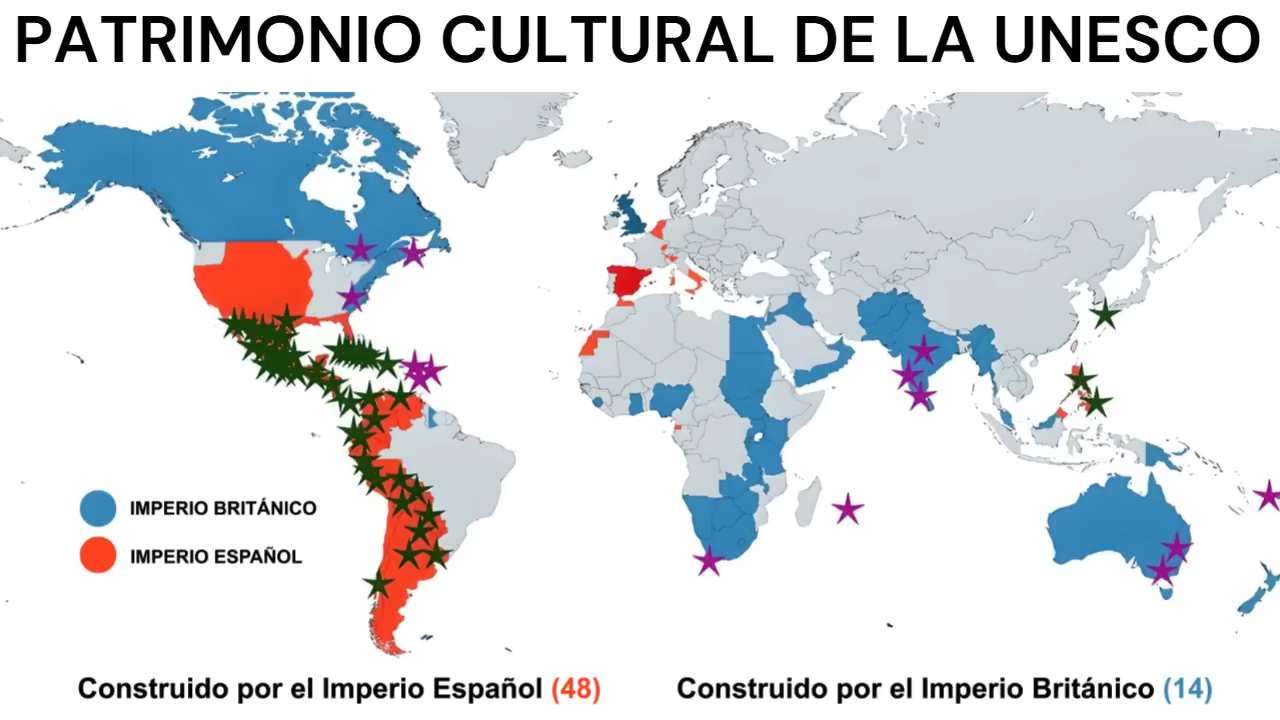 PATRIMONIO CULTURAL DE LA UNESCO
IMPERIO BRITÁNICO
IMPERIO ESPAÑOL
Construido por el Imperio Español (48)
Construido por el Imperio Británico (14)